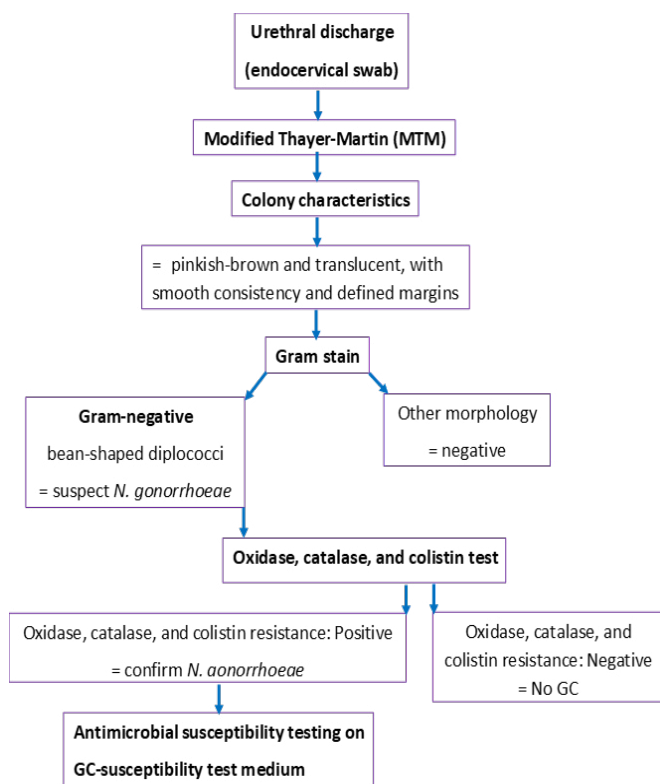 Urethral discharge
(endocervical swab)
Modified Thayer-Martin (MTM)
Colony characteristics
= pinkish-brown and translucent, with
smooth consistency and defined margins
Gram stain
Gram-negative
bean-shaped diplococci
= suspect N. gonorrhoeae
Other morphology
= negative
Oxidase, catalase, and colistin test
Oxidase, catalase, and colistin resistance: Positive
= confirm N. aonorrhoeae
Oxidase, catalase, and
colistin resistance: Negative
= No GC
Antimicrobial susceptibility testing on
GC-susceptibility test medium